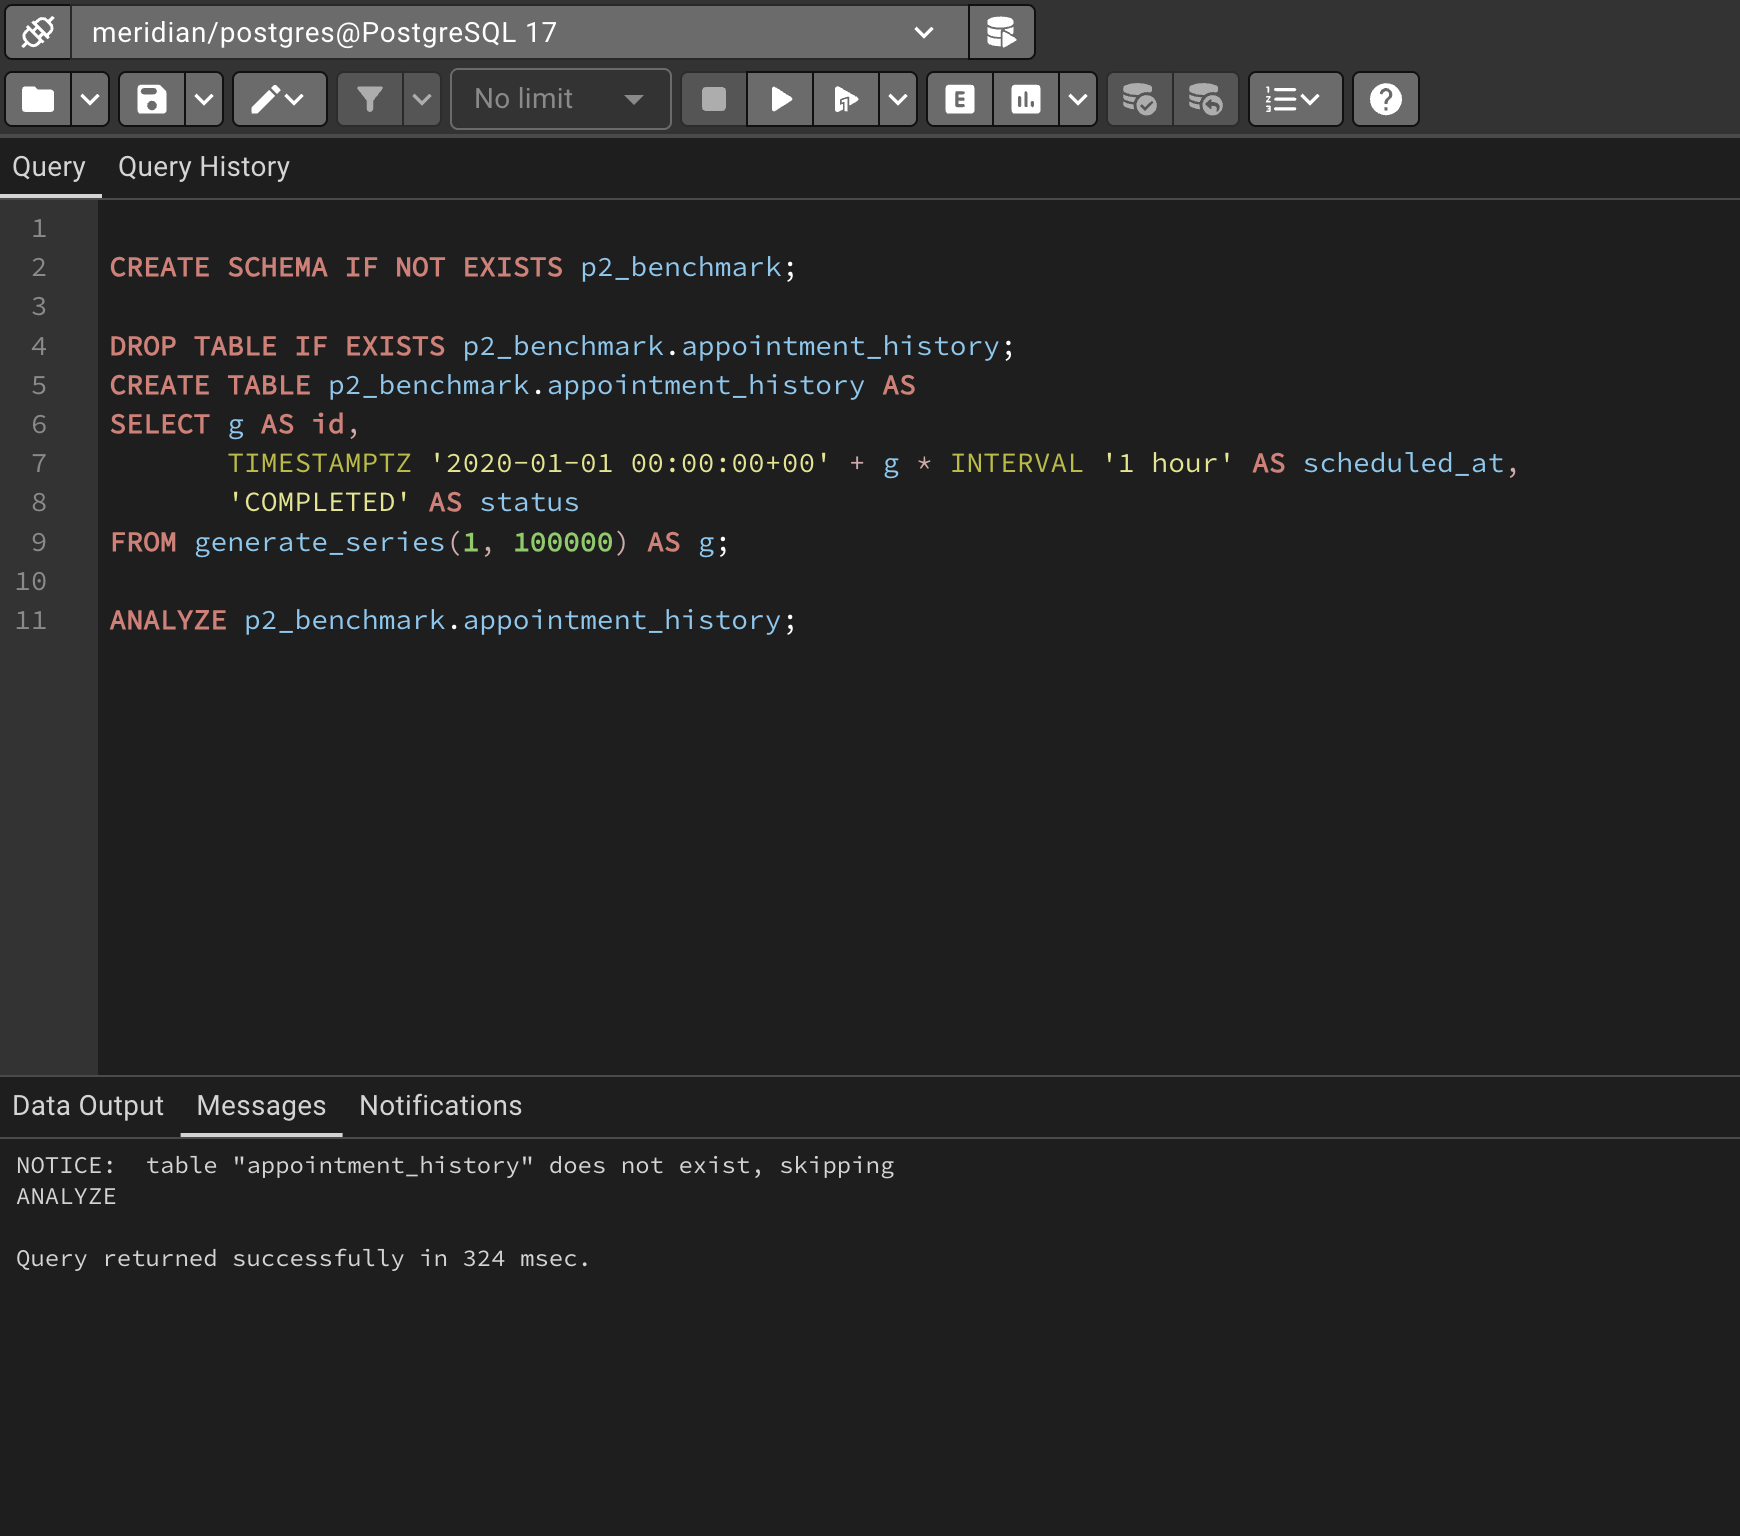 meridian/postgres@PostgreSQL 17
No limit
Query Query History
1
2 CREATE SCHEMA IF NOT EXISTS p2_benchmark;
3
4 DROP TABLE IF EXISTS p2_benchmark.appointment_history;
5 CREATE TABLE p2_benchmark.appointment_history AS
6 SELECT g AS id,
7 TIMESTAMPTZ '2020-01-01 00:00:00+00' + g * INTERVAL '1 hour' AS scheduled_at,
8 'COMPLETED' AS status
9 FROM generate_series(1, 100000) AS g;
10
11 ANALYZE p2_benchmark.appointment_history;
Data Output Messages Notifications
NOTICE:  table "appointment_history" does not exist, skipping
ANALYZE
Query returned successfully in 324 msec.